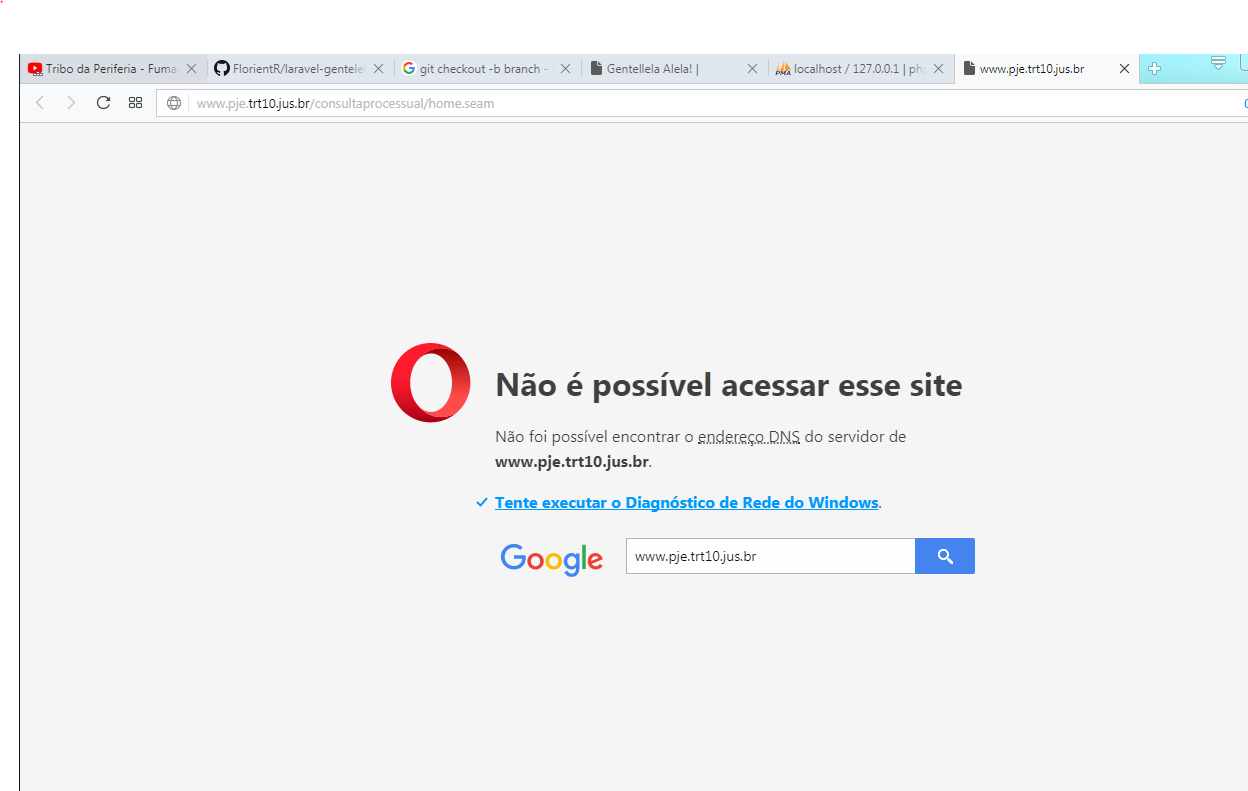 Tribo da Periferia - Fuma
FlorientR/laravel-gentele
git checkout -b branch -
Gentellela Alela! |
localhost / 127.0.0.1 | ph
www.pje.trt10.jus.br
www.pje.trt10.jus.br/consultaprocessual/home.seam
Não é possível acessar esse site
Não foi possível encontrar o endereço DNS do servidor de
www.pje.trt10.jus.br.
Tente executar o Diagnóstico de Rede do Windows.
Google
www.pje.trt10.jus.br